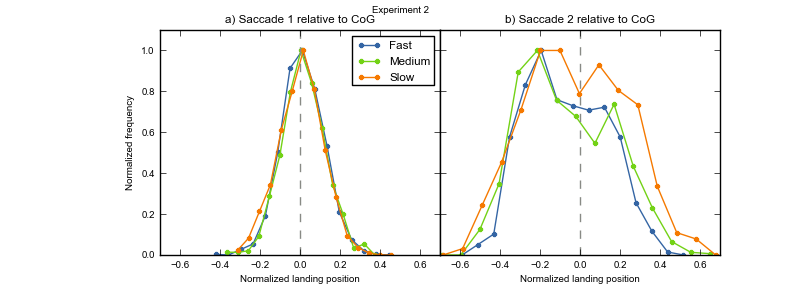 Experiment 2
a) Saccade 1 relative to CoG
b) Saccade 2 relative to CoG
Normalized frequency
1.0
0.8
0.6
0.4
0.2
0.0
Fast
Medium
Slow
−0.6 −0.4 −0.2 0.0 0.2 0.4 0.6
−0.6 −0.4 −0.2 0.0 0.2 0.4 0.6
Normalized landing position
Normalized landing position